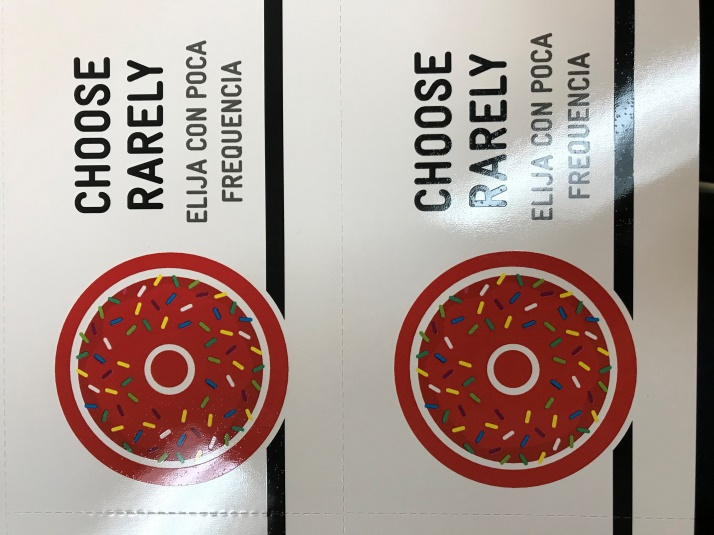 CHOOSE
RARELY
ELIJA CON POCA
FREQUENCIA
CHOOSE
RARELY
ELIJA CON POCA
FREQUENCIA